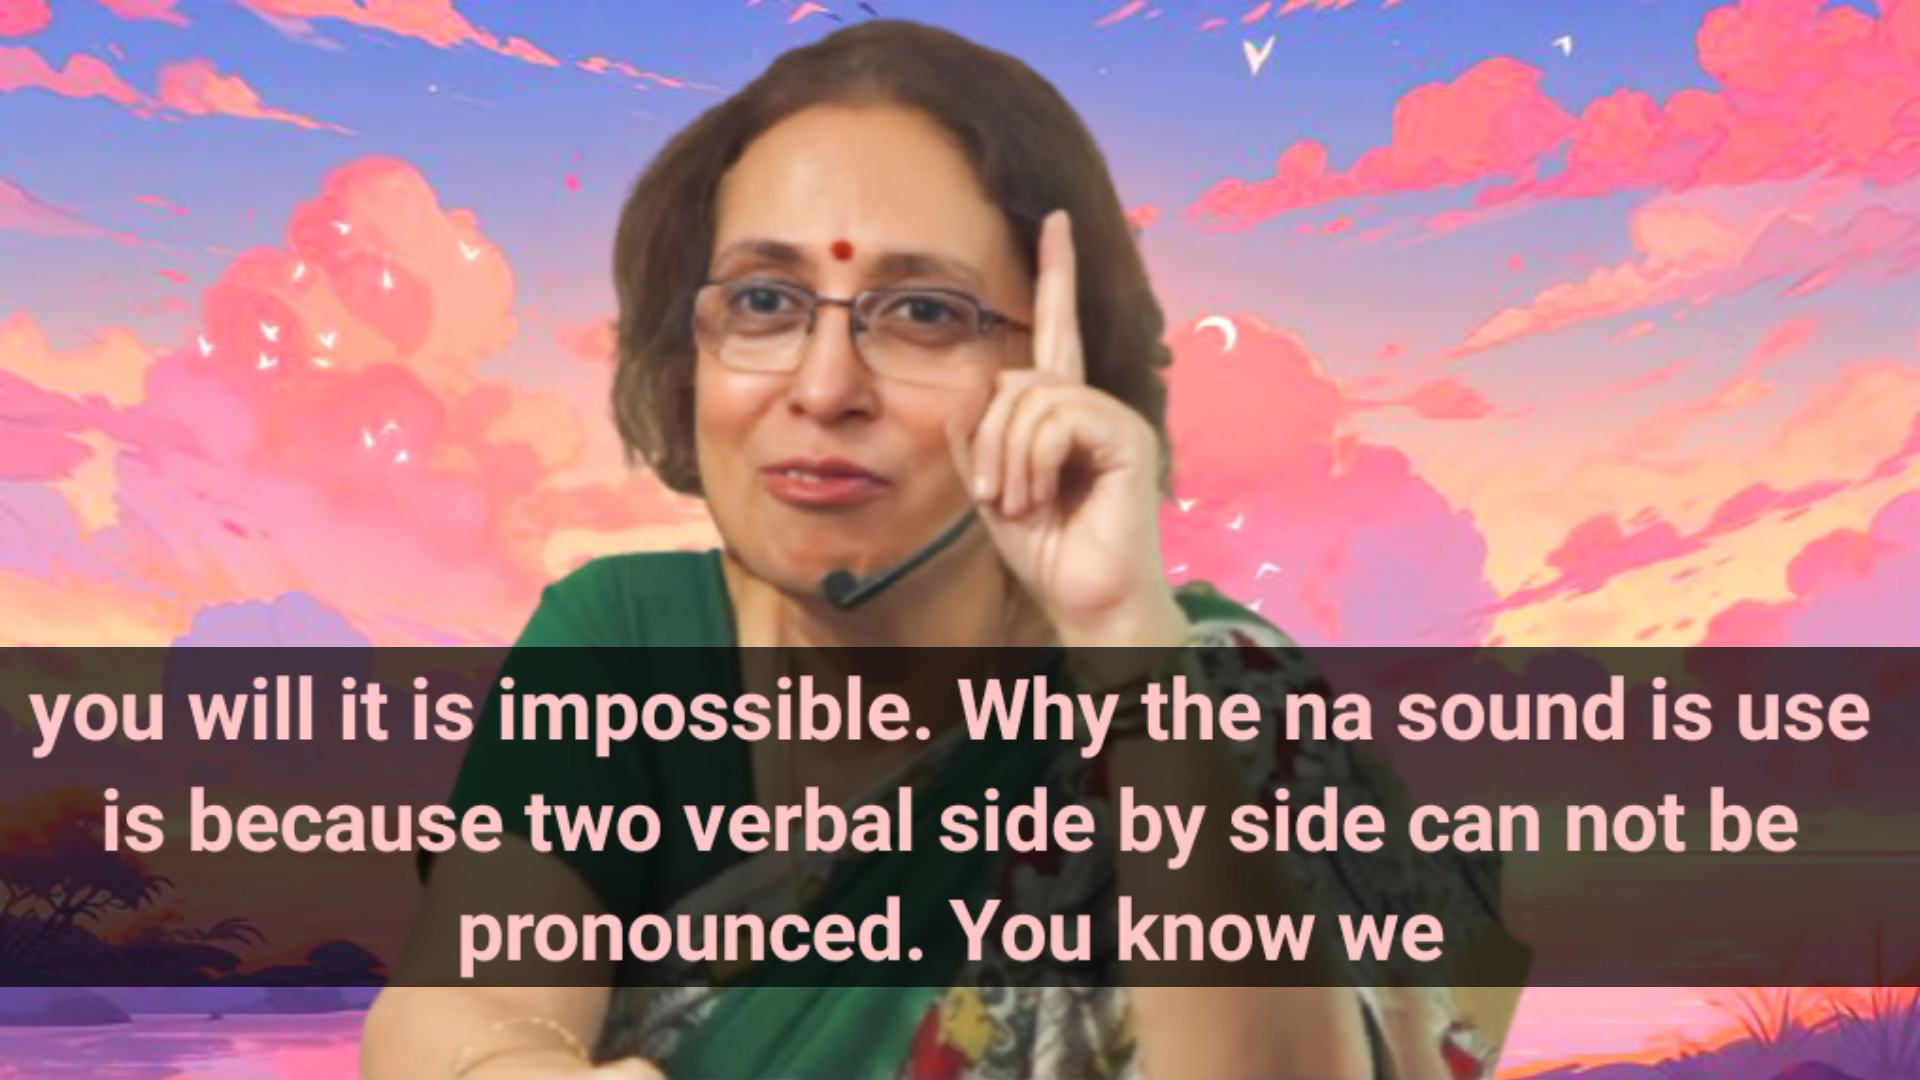 you will it is impossible. Why the na sound is use
is because two verbal side by side can not be
pronounced. You know we